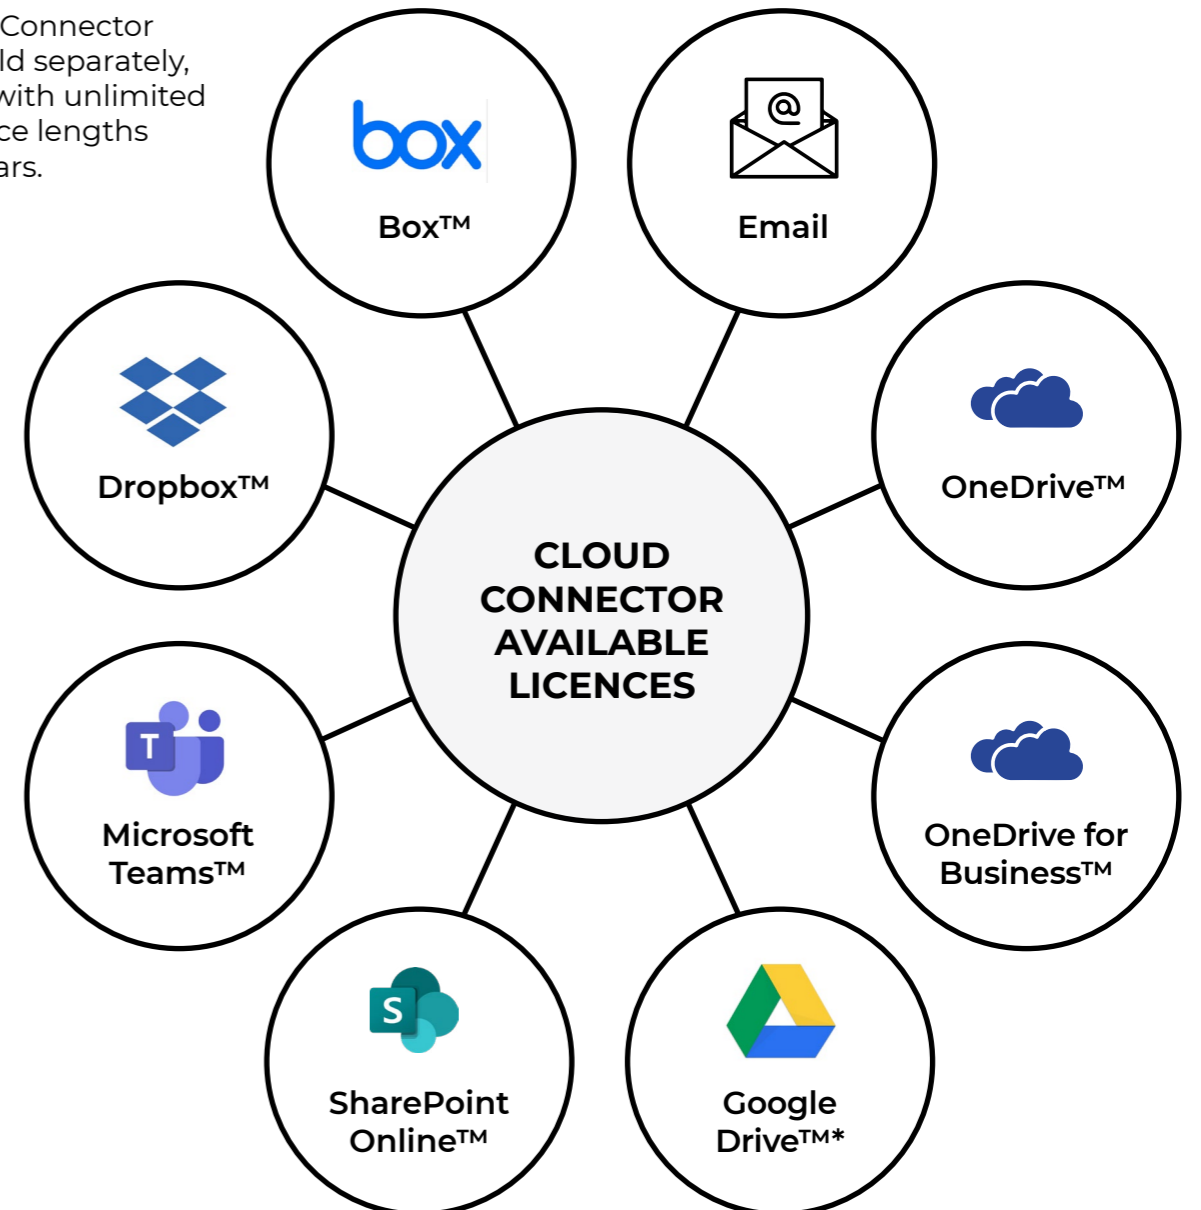 Connector
ld separately,
with unlimited
ce lengths
ars.
box
Box™
@
Email
Dropbox™
OneDrive™
CLOUD
CONNECTOR
AVAILABLE
LICENCES
T
Microsoft
Teams™
OneDrive for
Business™
S
SharePoint
Online™
Google
Drive™*